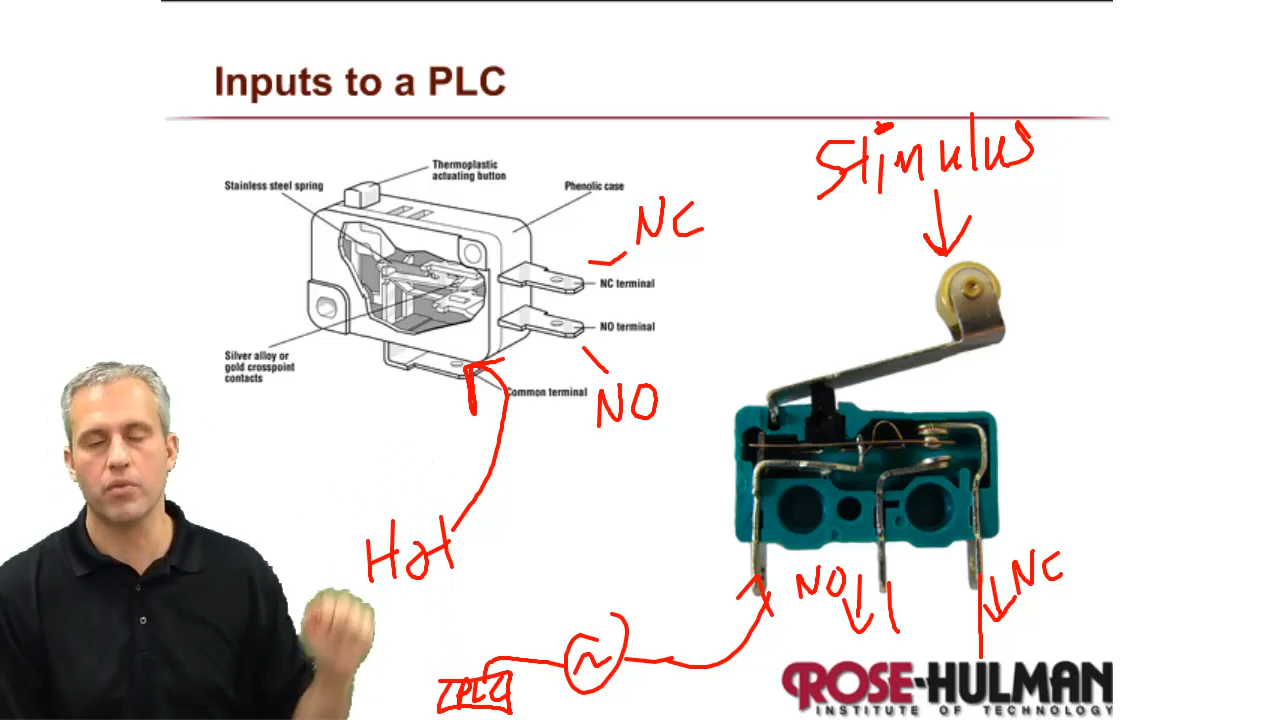 Inputs to a PLC
Stimulus
Thermoplastic
actuating button
Stainless steel spring
Phenolic case
NC
NC terminal
NO terminal
Silver alloy or
gold crosspoint
contacts
Common terminal
NO
Hot
NO
NC
PLC
ROSE-HULMAN
INSTITUTE OF TECHNOLOGY